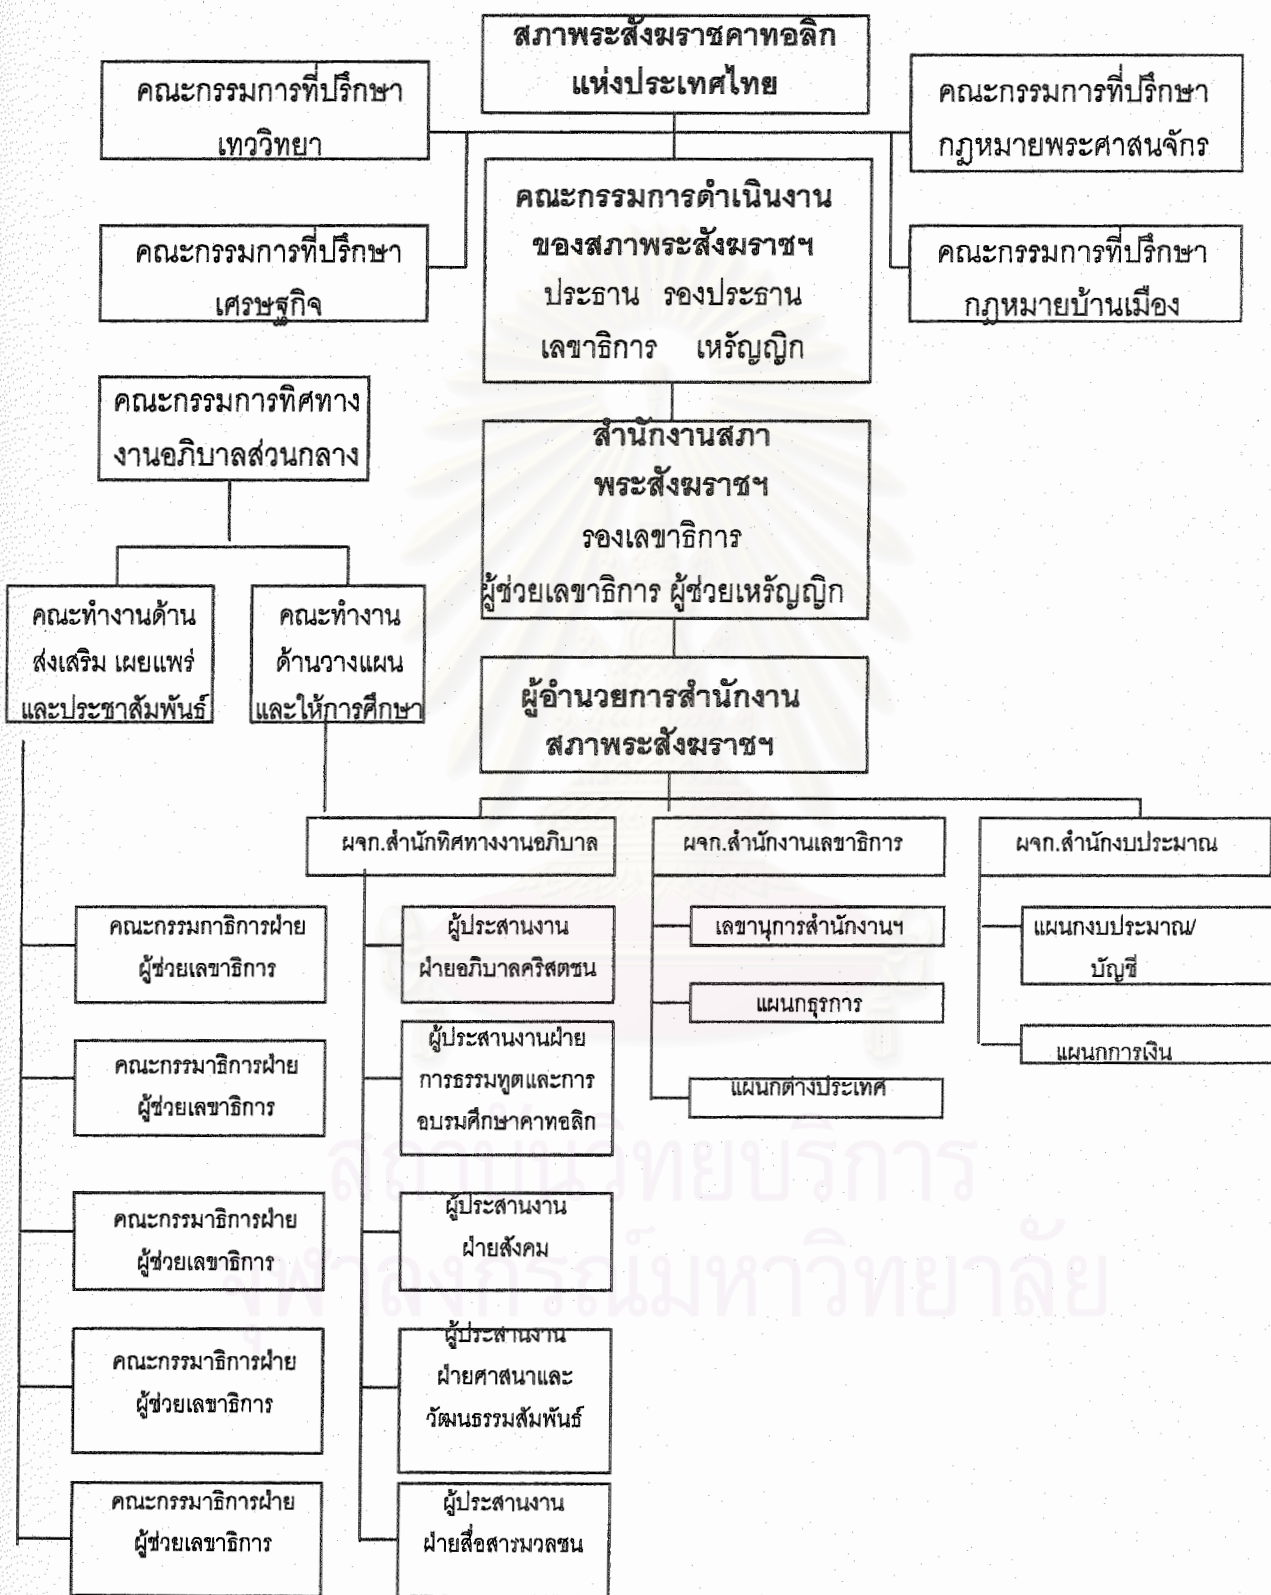 สภาพระสังฆราชคาทอลิก
แห่งประเทศไทย
คณะกรรมการที่ปรึกษา
เทววิทยา
คณะกรรมการที่ปรึกษา
กฎหมายพระศาสนจักร
คณะกรรมการดำเนินงาน
ของสภาพระสังฆราชฯ
ประธาน รองประธาน
เลขาธิการ เหรัญญิก
คณะกรรมการที่ปรึกษา
เศรษฐกิจ
คณะกรรมการที่ปรึกษา
กฎหมายบ้านเมือง
คณะกรรมการทิศทาง
งานอภิบาลส่วนกลาง
สำนักงานสภา
พระสังฆราชฯ
รองเลขาธิการ
ผู้ช่วยเลขาธิการ ผู้ช่วยเหรัญญิก
คณะทำงานด้าน
ส่งเสริม เผยแพร่
และประชาสัมพันธ์
คณะทำงาน
ด้านวางแผน
และให้การศึกษา
ผู้อำนวยการสำนักงาน
สภาพระสังฆราชฯ
ผจก.สำนักทิศทางงานอภิบาล
ผจก.สำนักงานเลขาธิการ
ผจก.สำนักงบประมาณ
คณะกรรมกาธิการฝ่าย
ผู้ช่วยเลขาธิการ
คณะกรรมาธิการฝ่าย
ผู้ช่วยเลขาธิการ
คณะกรรมาธิการฝ่าย
ผู้ช่วยเลขาธิการ
คณะกรรมาธิการฝ่าย
ผู้ช่วยเลขาธิการ
คณะกรรมาธิการฝ่าย
ผู้ช่วยเลขาธิการ
ผู้ประสานงาน
ฝ่ายอภิบาลคริสตชน
ผู้ประสานงานฝ่าย
การธรรมทูตและการ
อบรมศึกษาคาทอลิก
ผู้ประสานงาน
ฝ่ายสังคม
ผู้ประสานงาน
ฝ่ายศาสนาและ
วัฒนธรรมสัมพันธ์
ผู้ประสานงาน
ฝ่ายสื่อสารมวลชน
เลขานุการสำนักงานฯ
แผนกธุรการ
แผนกต่างประเทศ
แผนกงบประมาณ/
บัญชี
แผนกการเงิน
สถาบันวิทยบริการ
จุฬาลงกรณ์มหาวิทยาลัย